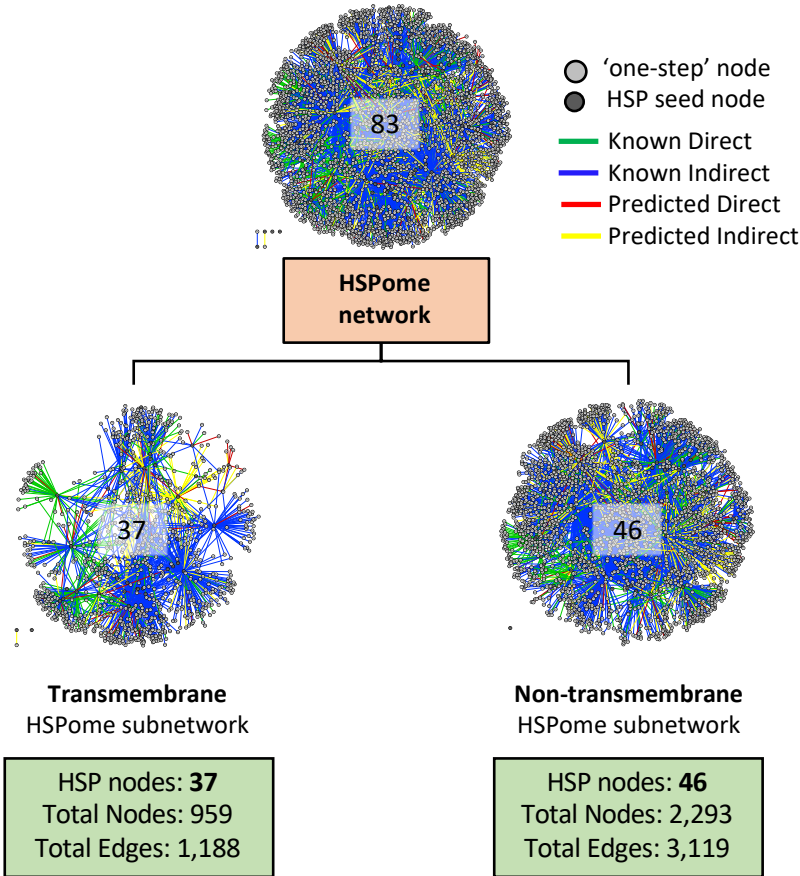 83
'one-step' node
HSP seed node
Known Direct
Known Indirect
Predicted Direct
Predicted Indirect
HSPome
network
37
46
Transmembrane
HSPome subnetwork
Non-transmembrane
HSPome subnetwork
HSP nodes: 37
Total Nodes: 959
Total Edges: 1,188
HSP nodes: 46
Total Nodes: 2,293
Total Edges: 3,119